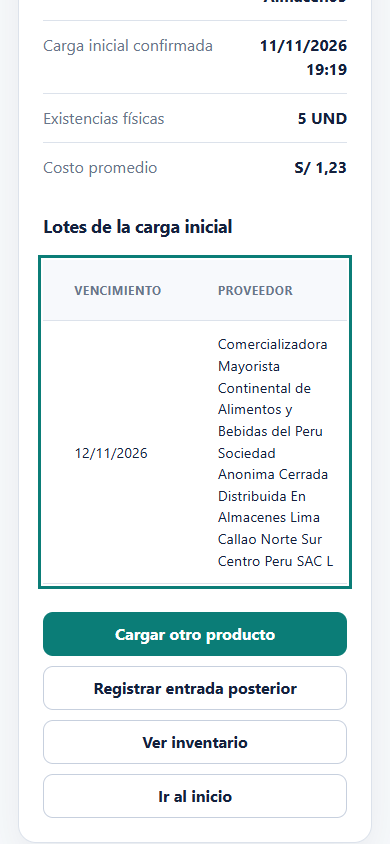 Almacenes
Carga inicial confirmada 11/11/2026
19:19
Existencias físicas 5 UND
Costo promedio S/ 1,23
Lotes de la carga inicial
VENCIMIENTO PROVEEDOR
12/11/2026
Comercializadora
Mayorista
Continental de
Alimentos y
Bebidas del Peru
Sociedad
Anonima Cerrada
Distribuida En
Almacenes Lima
Callao Norte Sur
Centro Peru SAC L
Cargar otro producto
Registrar entrada posterior
Ver inventario
Ir al inicio